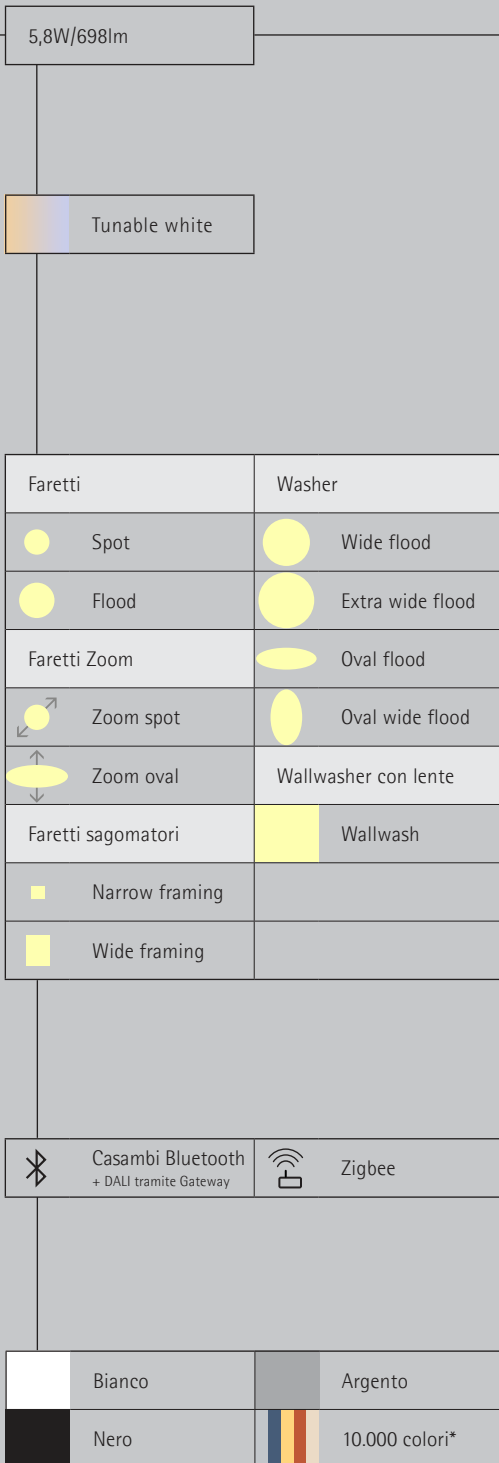 5,8W/698lm
Tunable white
Faretti
Washer
Spot
Wide flood
Flood
Extra wide flood
Faretti Zoom
Oval flood
Zoom spot
Oval wide flood
Zoom oval
Wallwasher con lente
Faretti sagomatori
Wallwash
Narrow framing
Wide framing
Casambi Bluetooth
+ DALI tramite Gateway
Zigbee
Bianco
Argento
Nero
10.000 colori*